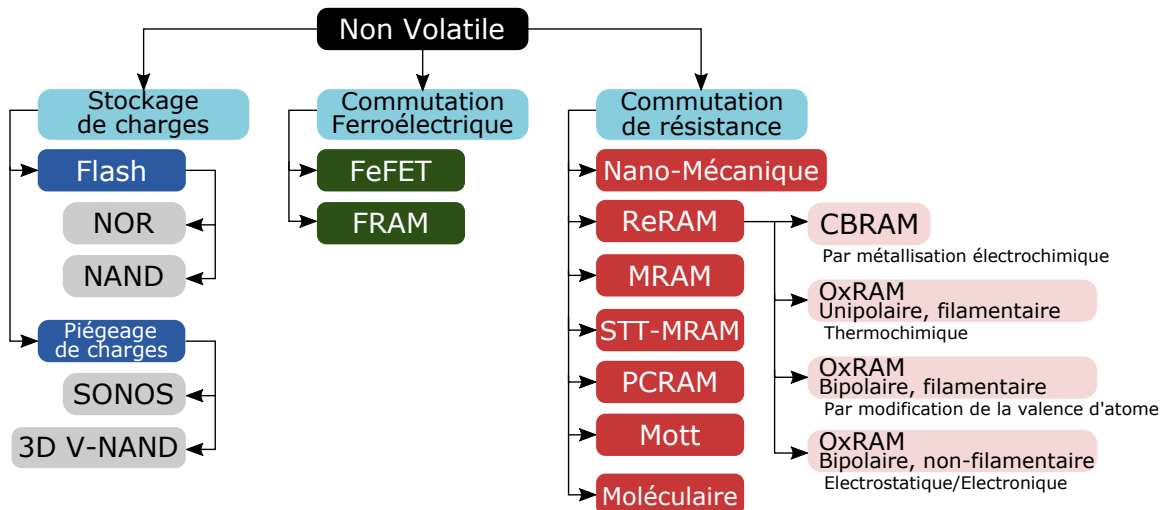 Non Volatile
Stockage
de charges
Flash
NOR
NAND
Piégeage
de charges
SONOS
3D V-NAND
Commutation
Ferroélectrique
FeFET
FRAM
Commutation
de résistance
Nano-Mécanique
ReRAM
MRAM
STT-MRAM
PCRAM
Mott
Moléculaire
CBRAM
Par métallisation électrochimique
OxRAM
Unipolaire, filamentaire
Thermochimique
OxRAM
Bipolaire, filamentaire
Par modification de la valence d'atome
OxRAM
Bipolaire, non-filamentaire
Electrostatique/Electronique